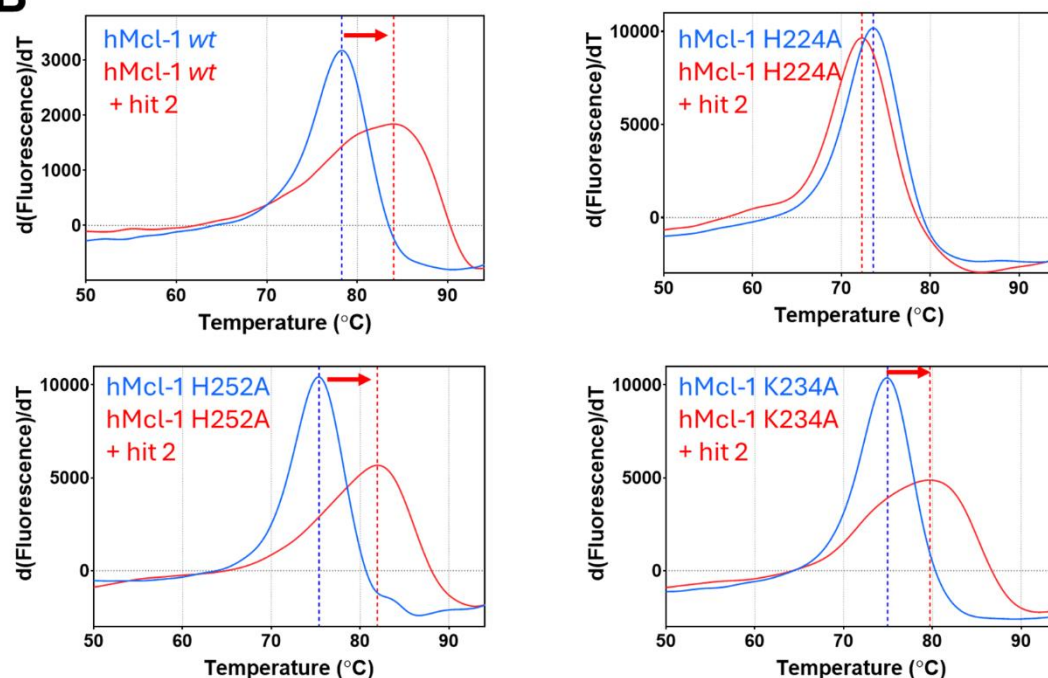 B
hMcl-1 wt
hMcl-1 wt
+ hit 2
d(Fluorescence)/dT
3000
2000
1000
0
50 60 70 80 90
Temperature (°C)
hMcl-1 H224A
hMcl-1 H224A
+ hit 2
d(Fluorescence)/dT
10000
5000
0
50 60 70 80 90
Temperature (°C)
hMcl-1 H252A
hMcl-1 H252A
+ hit 2
d(Fluorescence)/dT
10000
5000
0
50 60 70 80 90
Temperature (°C)
hMcl-1 K234A
hMcl-1 K234A
+ hit 2
d(Fluorescence)/dT
10000
5000
0
50 60 70 80 90
Temperature (°C)